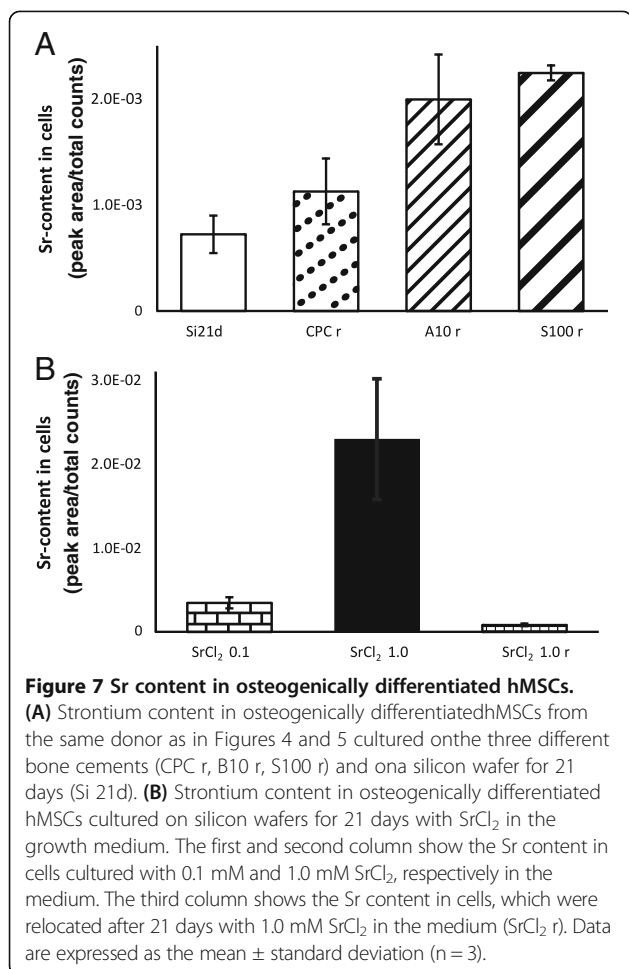 A
Sr-content in cells
(peak area/total counts)
2.0E-03
1.0E-03
0
Si21d CPC r A10 r S100 r
B
Sr-content in cells
(peak area/total counts)
3.0E-02
2.0E-02
1.0E-02
0
SrCl₂ 0.1 SrCl₂ 1.0 SrCl₂ 1.0 r
Figure 7 Sr content in osteogenically differentiated hMSCs.
(A) Strontium content in osteogenically differentiatedhMSCs from
the same donor as in Figures 4 and 5 cultured onthe three different
bone cements (CPC r, B10 r, S100 r) and ona silicon wafer for 21
days (Si 21d). (B) Strontium content in osteogenically differentiated
hMSCs cultured on silicon wafers for 21 days with SrCl₂ in the
growth medium. The first and second column show the Sr content in
cells cultured with 0.1 mM and 1.0 mM SrCl₂, respectively in the
medium. The third column shows the Sr content in cells, which were
relocated after 21 days with 1.0 mM SrCl₂ in the medium (SrCl₂ r). Data
are expressed as the mean ± standard deviation (n = 3).